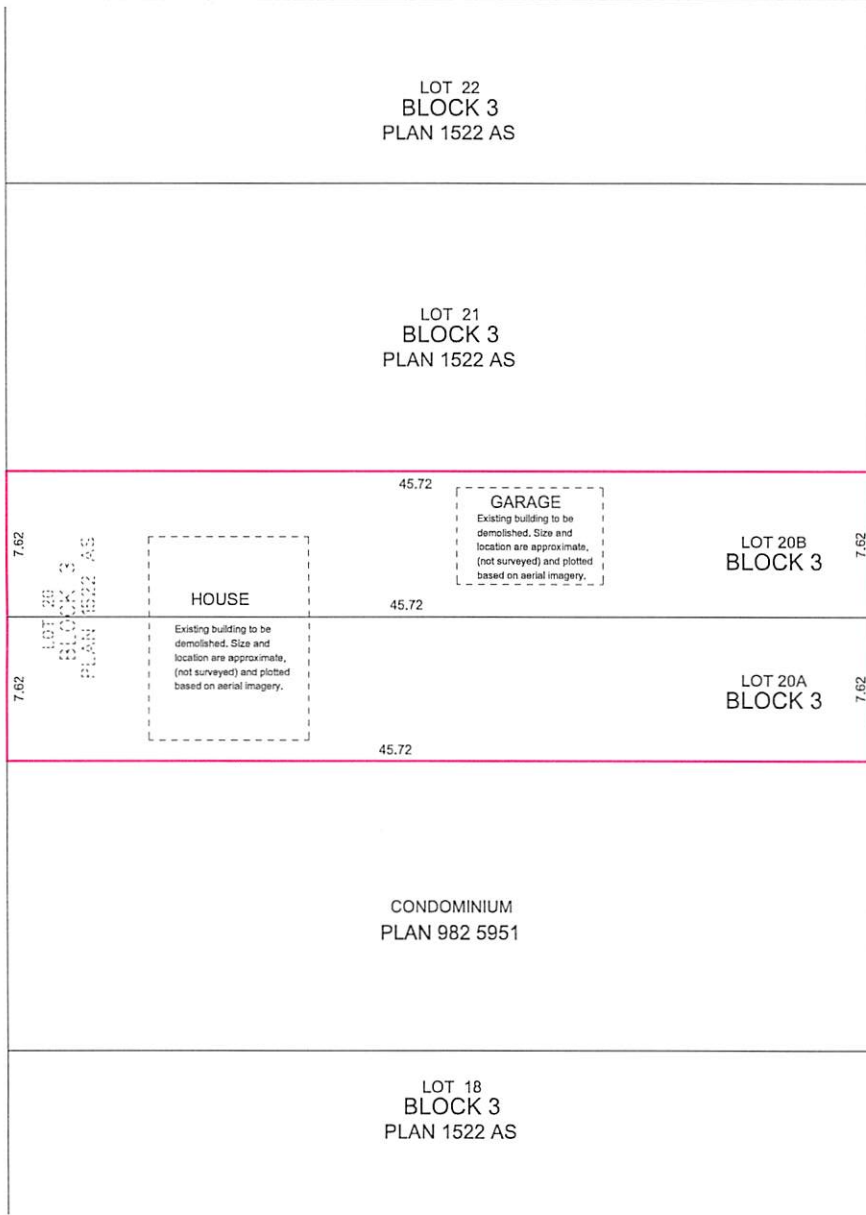 LOT 22
BLOCK 3
PLAN 1522 AS
LOT 21
BLOCK 3
PLAN 1522 AS
45.72
GARAGE
Existing building to be
demolished. Size and
location are approximate,
(not surveyed) and plotted
based on aerial imagery.
7.62
LOT 20B
BLOCK 3
7.62
LOT 20
BLOCK 3
PLAN 1522 AS
HOUSE
45.72
Existing building to be
demolished. Size and
location are approximate,
(not surveyed) and plotted
based on aerial imagery.
7.62
LOT 20A
BLOCK 3
7.62
45.72
CONDOMINIUM
PLAN 982 5951
LOT 18
BLOCK 3
PLAN 1522 AS